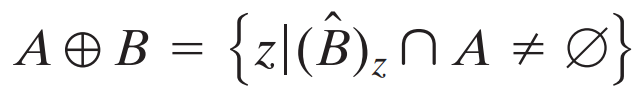 A ⊕ B = {z|(B̂)_z ∩ A ≠ ∅}